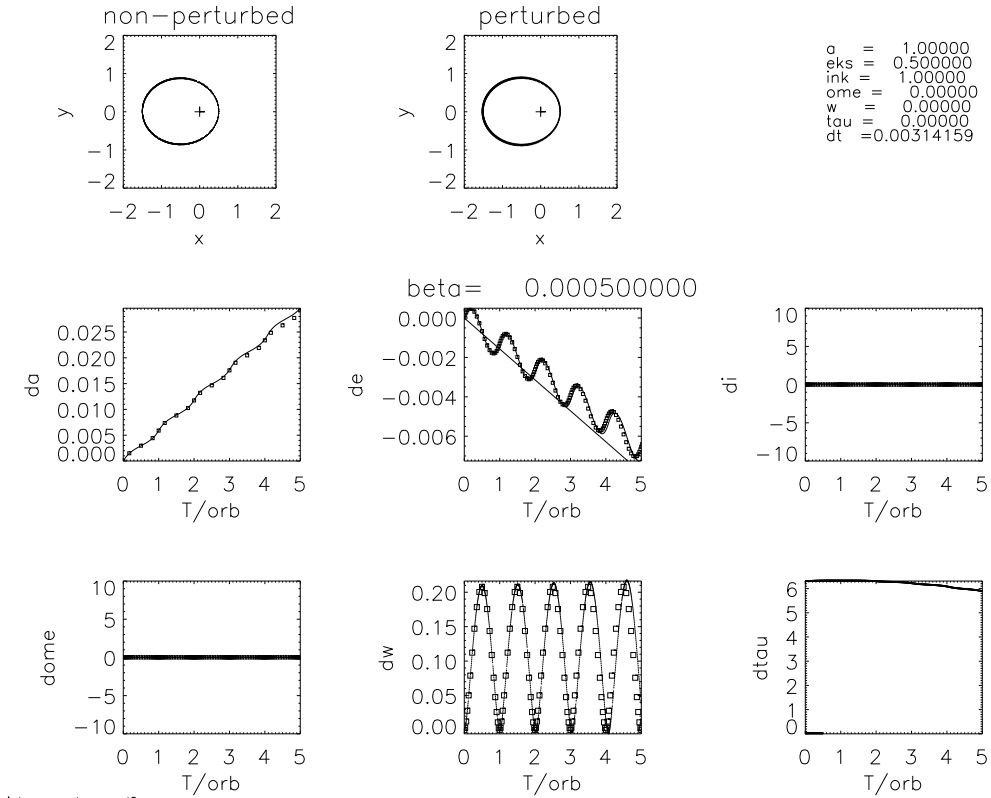 non-perturbed
perturbed
2
1
0
−1
−2
y
−2 −1 0 1 2
x
2
1
0
−1
−2
y
−2 −1 0 1 2
x
a = 1.00000
eks = 0.500000
ink = 1.00000
ome = 0.00000
w = 0.00000
tau = 0.00000
dt =0.00314159
0.025
0.020
0.015
0.010
0.005
0.000
da
0 1 2 3 4 5
T/orb
beta= 0.000500000
0.000
−0.002
−0.004
−0.006
de
0 1 2 3 4 5
T/orb
10
5
0
−5
−10
di
0 1 2 3 4 5
T/orb
10
5
0
−5
−10
dome
0 1 2 3 4 5
T/orb
0.20
0.15
0.10
0.05
0.00
dw
0 1 2 3 4 5
T/orb
6
5
4
3
2
1
0
dtau
0 1 2 3 4 5
T/orb